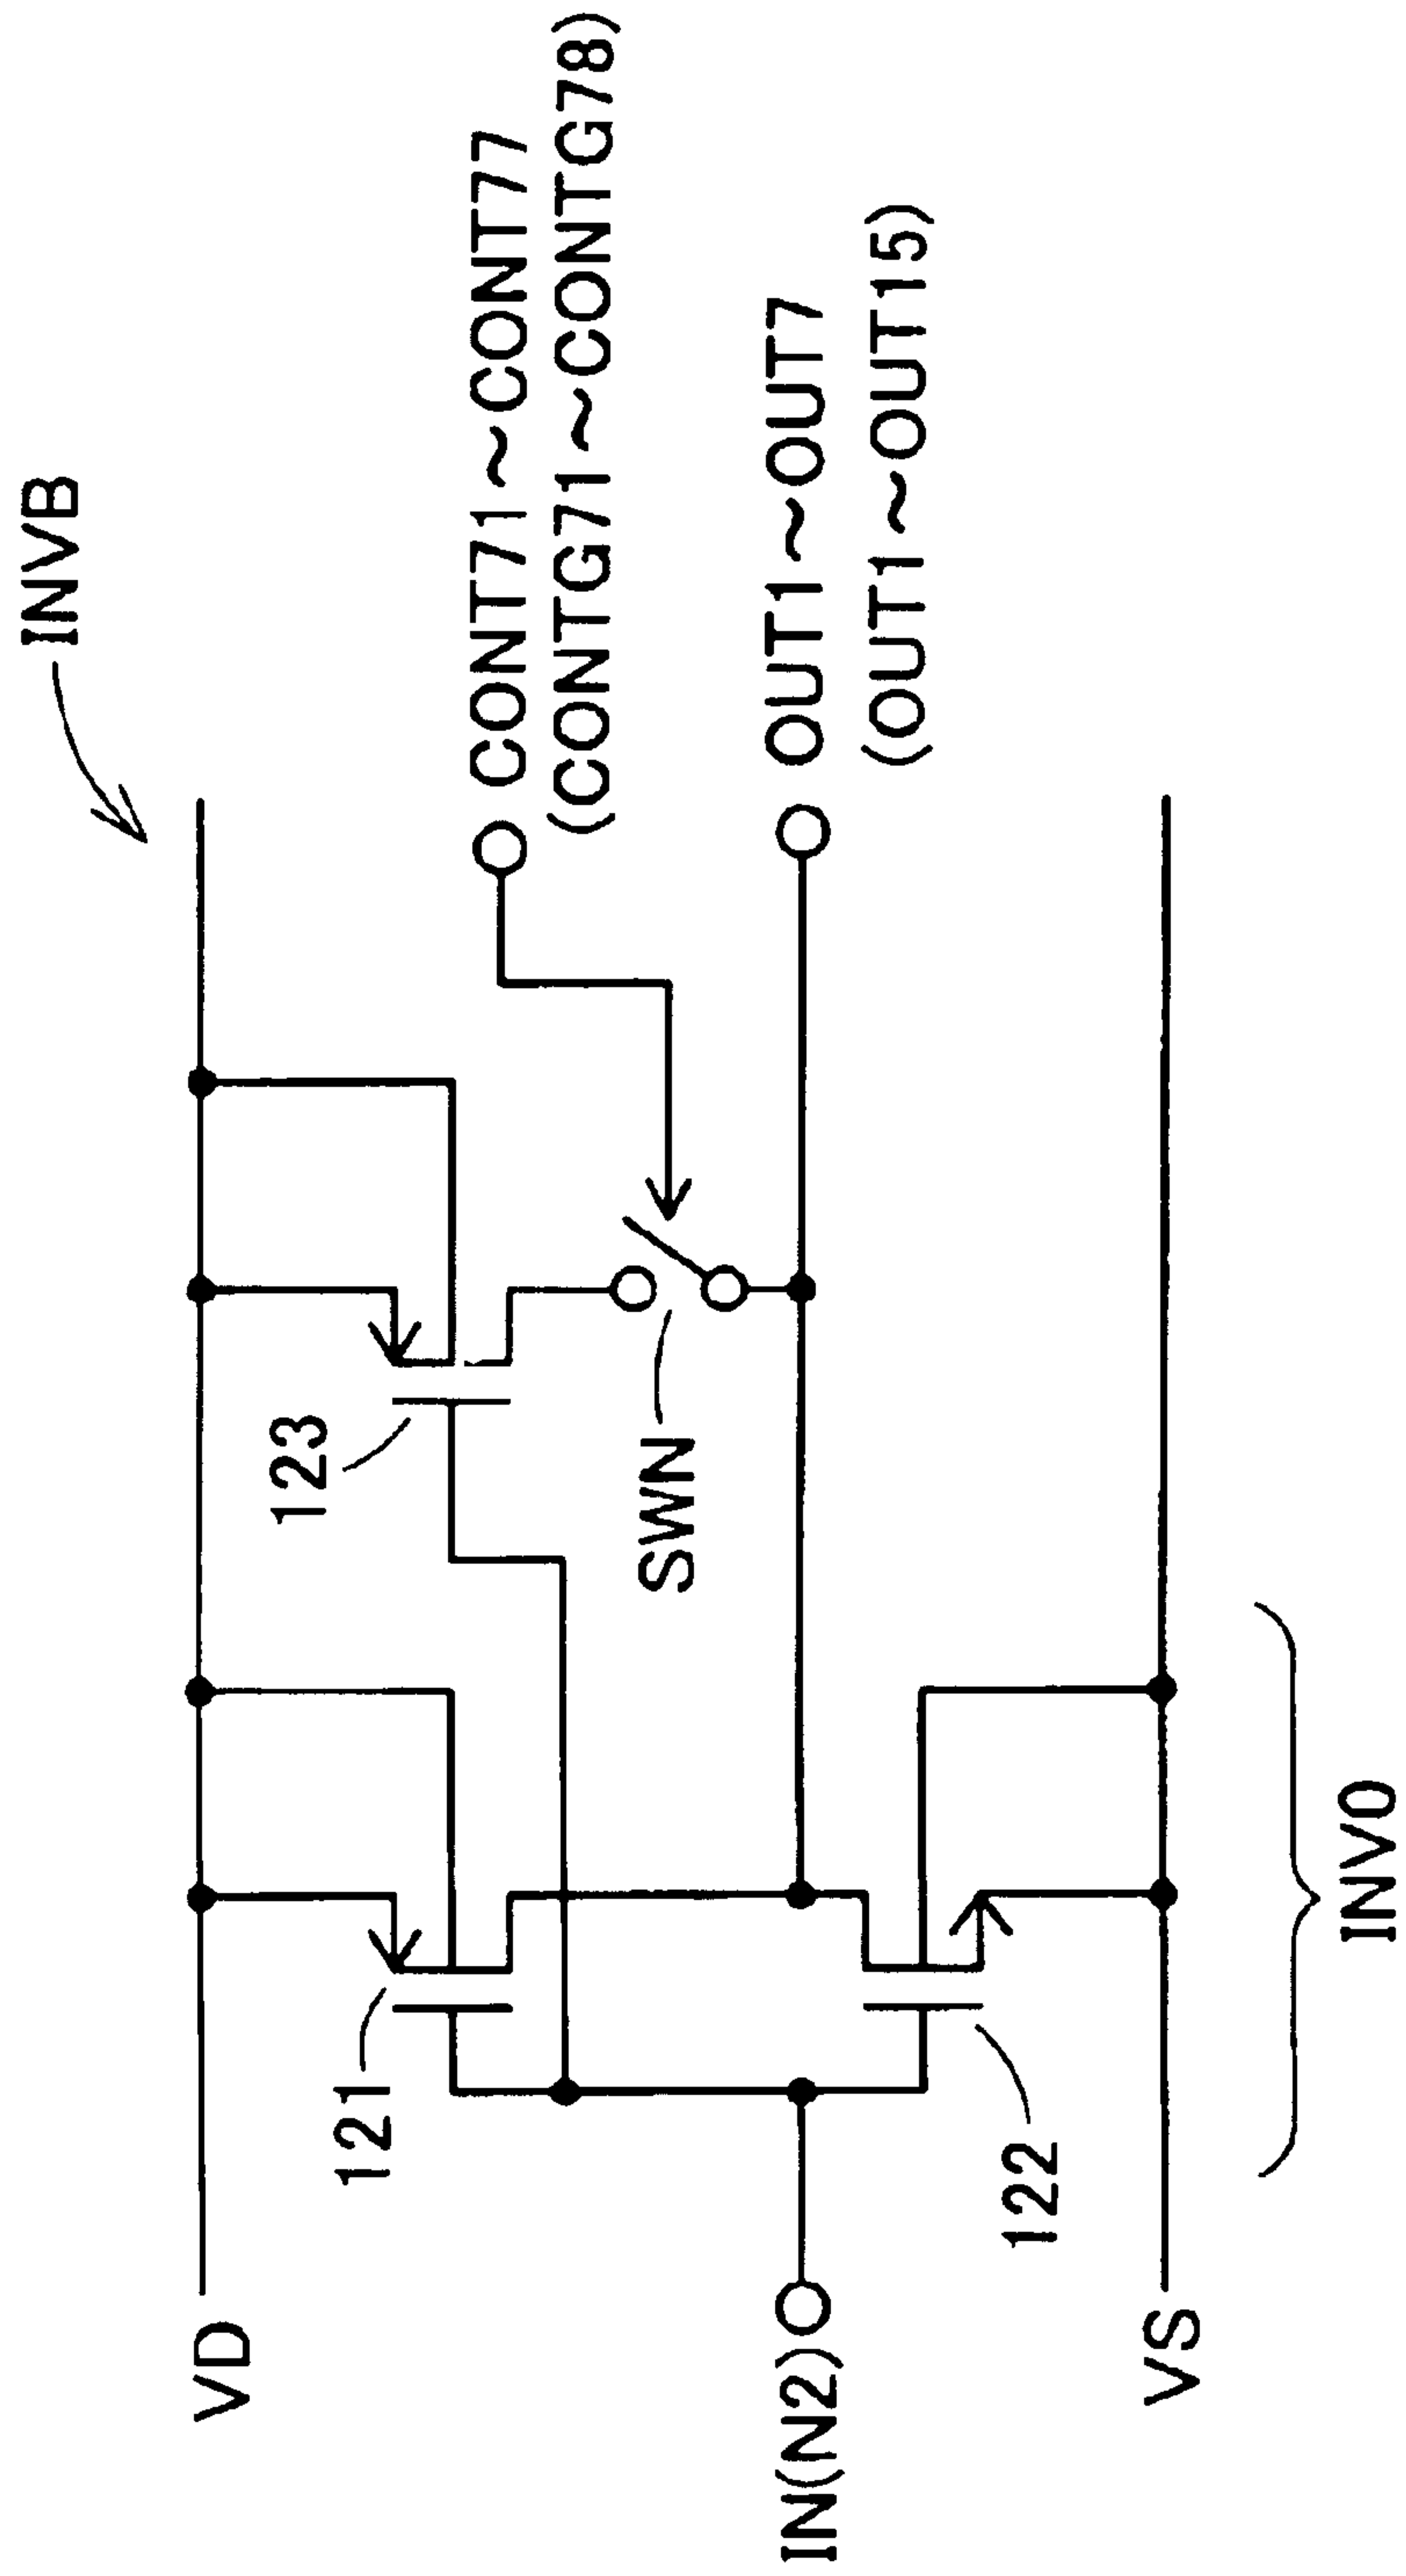 INVB
VD
123
CONT71~CONT77
(CONTG71~CONTG78)
121
SWN
IN(N2)
OUT1~OUT7
(OUT1~OUT15)
122
VS
INV0